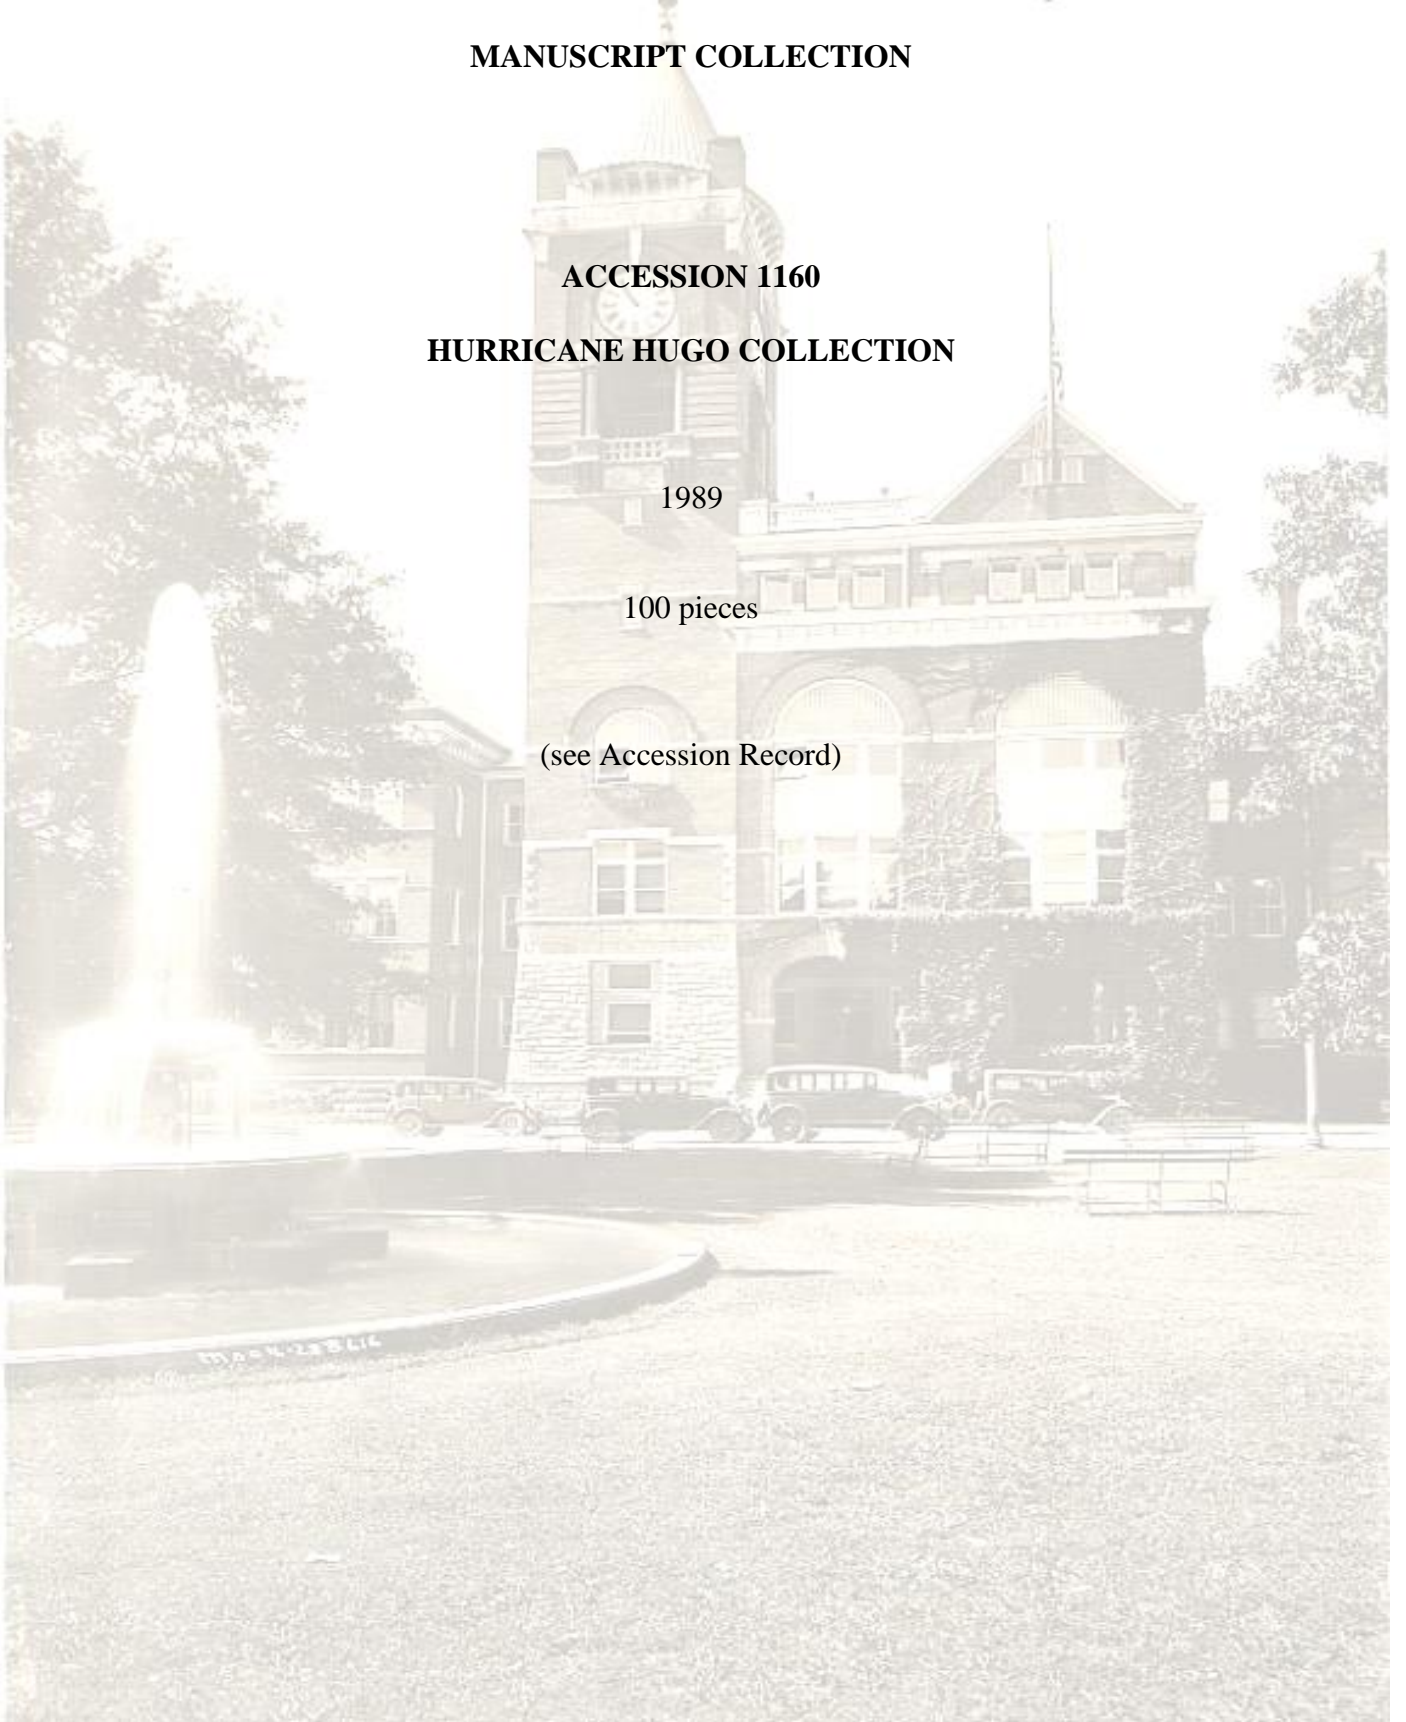 MANUSCRIPT COLLECTION
ACCESSION 1160
HURRICANE HUGO COLLECTION
1989
100 pieces
(see Accession Record)